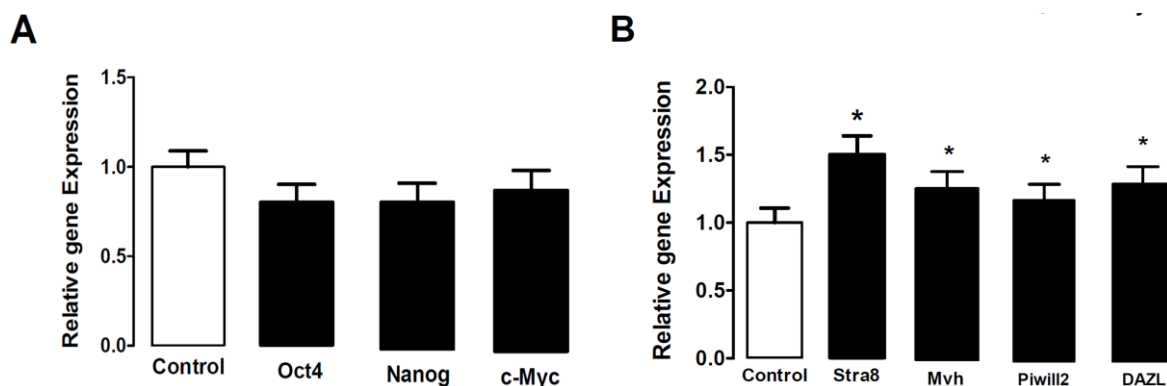 A
Relative gene Expression
1.5
1.0
0.5
0.0
Control
Oct4
Nanog
c-Myc
B
Relative gene Expression
2.0
1.5
1.0
0.5
0.0
*
*
*
*
Control
Stra8
Mvh
Piwill2
DAZL